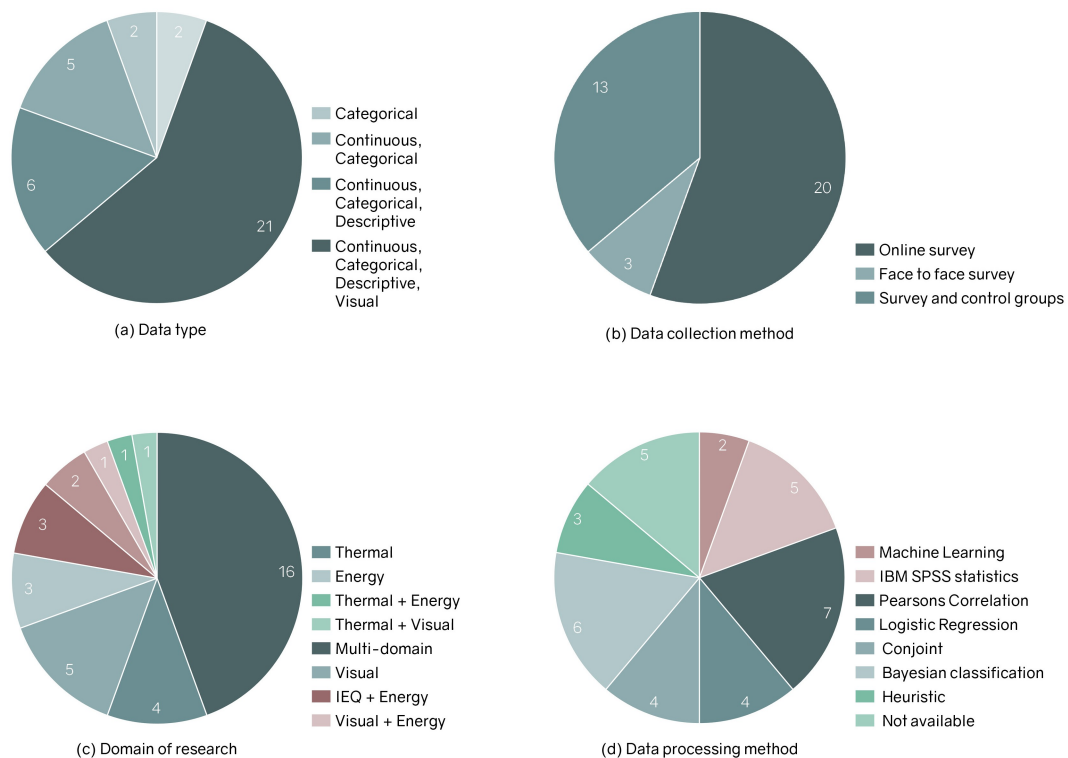 2
2
5
6
21
Categorical
Continuous,
Categorical
Continuous,
Categorical,
Descriptive
Continuous,
Categorical,
Descriptive,
Visual
(a) Data type
13
20
3
Online survey
Face to face survey
Survey and control groups
(b) Data collection method
1
1
1
2
3
3
5
4
16
Thermal
Energy
Thermal + Energy
Thermal + Visual
Multi-domain
Visual
IEQ + Energy
Visual + Energy
(c) Domain of research
5
2
5
3
7
6
4
4
Machine Learning
IBM SPSS statistics
Pearsons Correlation
Logistic Regression
Conjoint
Bayesian classification
Heuristic
Not available
(d) Data processing method